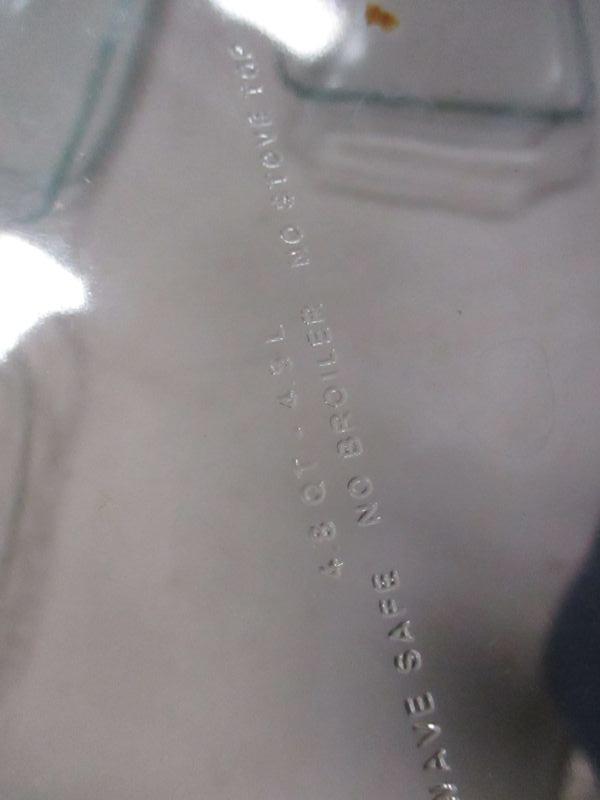 4.8 QT - 4.5 L
WAVE SAFE NO BROILER NO STOVE TOP